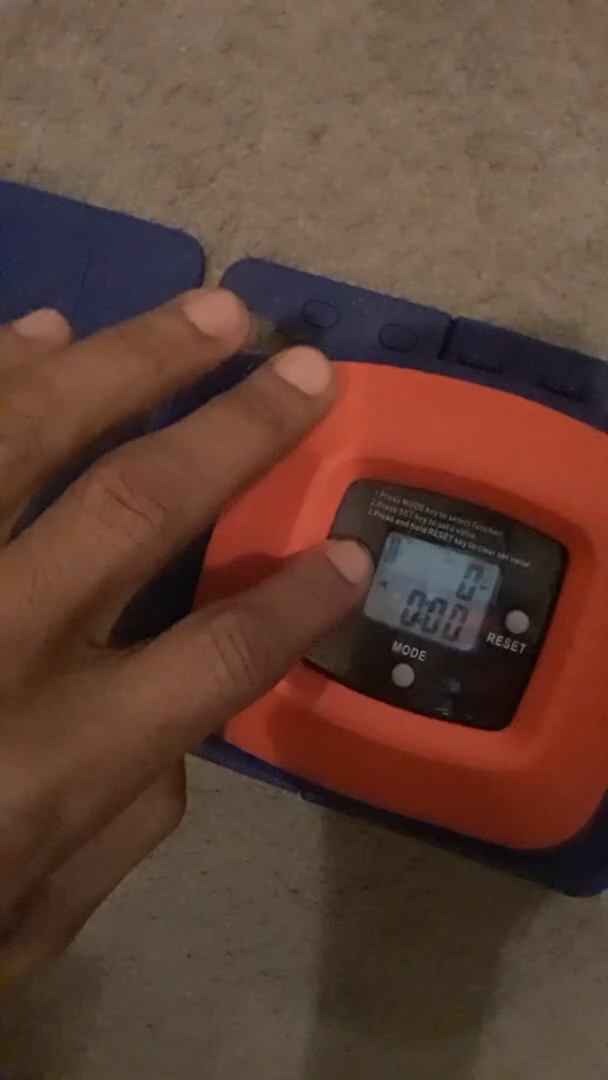 1.Press MODE key to select function.
2.Press SET key to set a value.
3.Press and hold RESET key to clear set value.
0
0:00
RESET
MODE